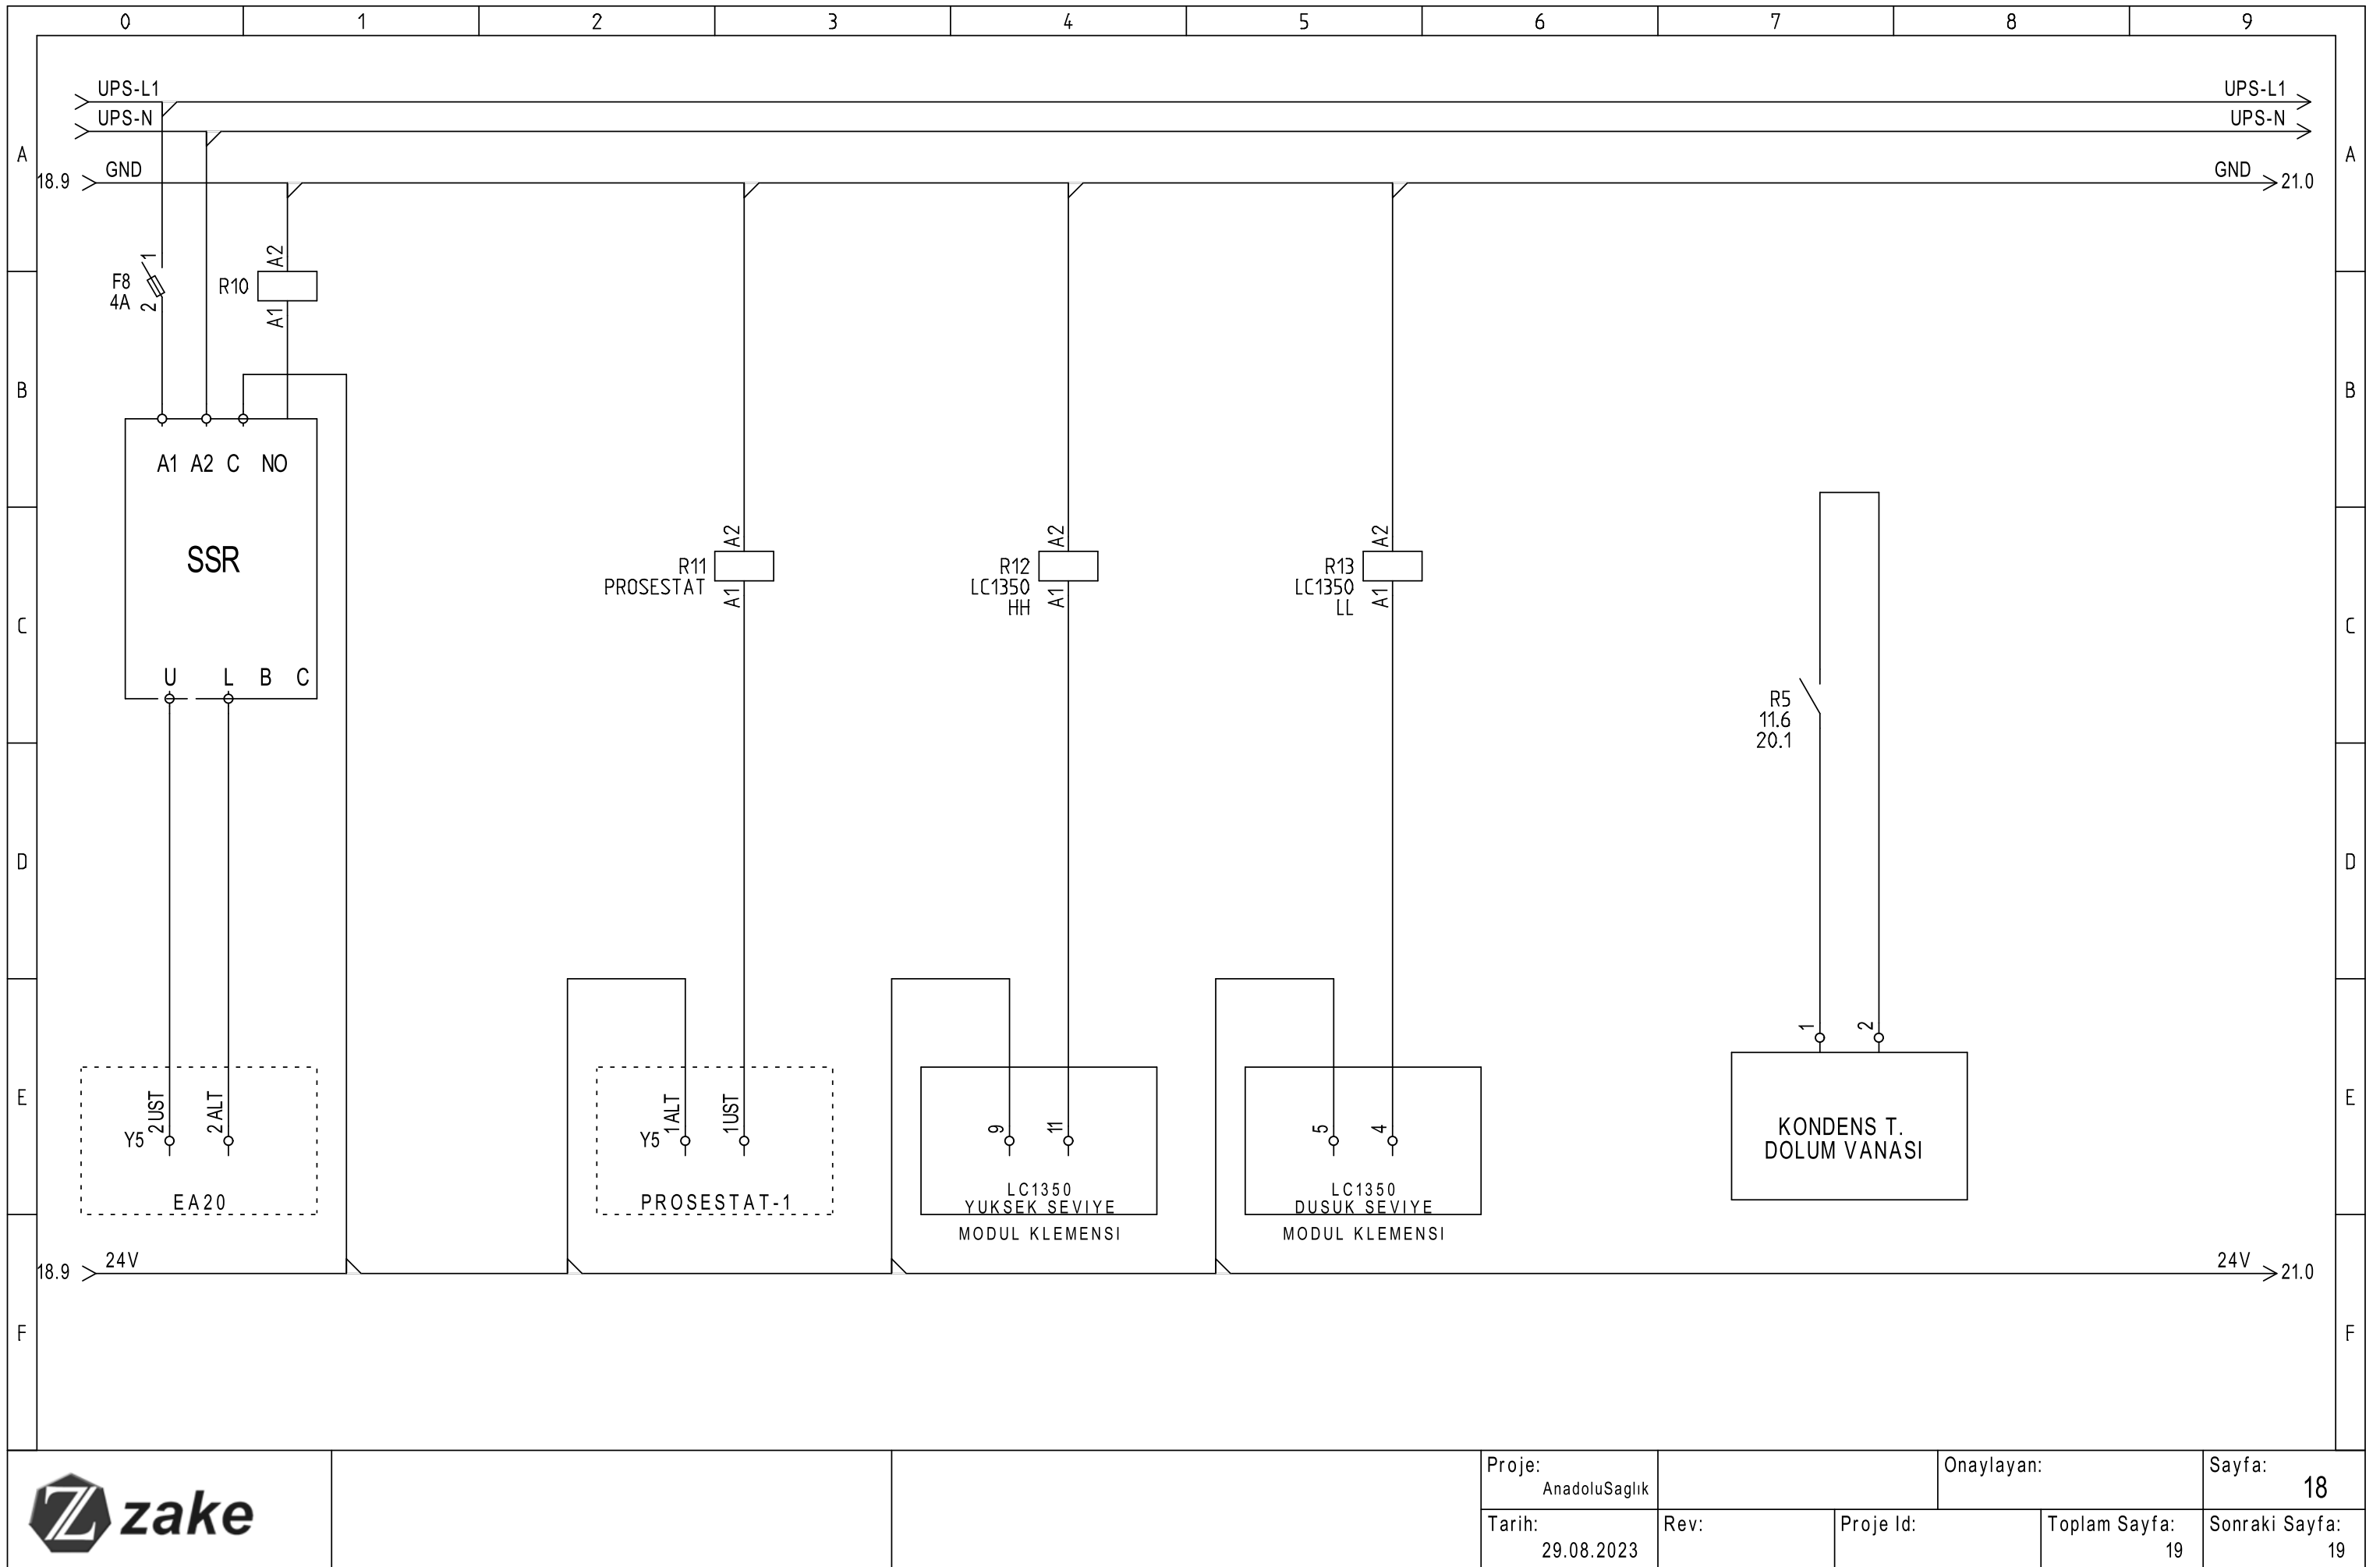 0 1 2 3 4 5 6 7 8 9
UPS-L1 UPS-L1
UPS-N UPS-N
A A
18.9 GND GND 21.0
1 A2
F8 R10
4A
2 A1
B B
A1 A2 C NO
SSR
A2 A2 A2
R11 R12 R13
PROSESTAT LC1350 LC1350
HH LL
A1 A1 A1
C C
U L B C
R5
11.6
20.1
D D
1 2
E E
Y5 2 UST 2 ALT
EA20
Y5 1 ALT 1UST
PROSESTAT-1
9 11
LC1350
YUKSEK SEVIYE
MODUL KLEMENSI
5 4
LC1350
DUSUK SEVIYE
MODUL KLEMENSI
KONDENS T.
DOLUM VANASI
18.9 24V 24V 21.0
F F
zake
Proje:
AnadoluSaglık
Onaylayan:
Sayfa:
18
Tarih:
29.08.2023
Rev:
Proje Id:
Toplam Sayfa:
19
Sonraki Sayfa:
19